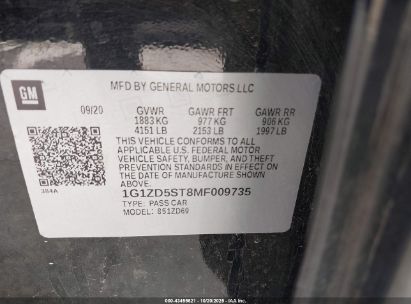 MFD BY GENERAL MOTORS LLC
GM
09/20
GVWR GAWR FRT GAWR RR
1883 KG 977 KG 906 KG
4151 LB 2153 LB 1997 LB
THIS VEHICLE CONFORMS TO ALL
APPLICABLE U.S. FEDERAL MOTOR
VEHICLE SAFETY, BUMPER, AND THEFT
PREVENTION STANDARDS IN EFFECT
ON THE DATE OF MANUFACTURE
SHOWN ABOVE.
1G1ZD5ST8MF009735
TYPE: PASS CAR
MODEL: 851ZD69